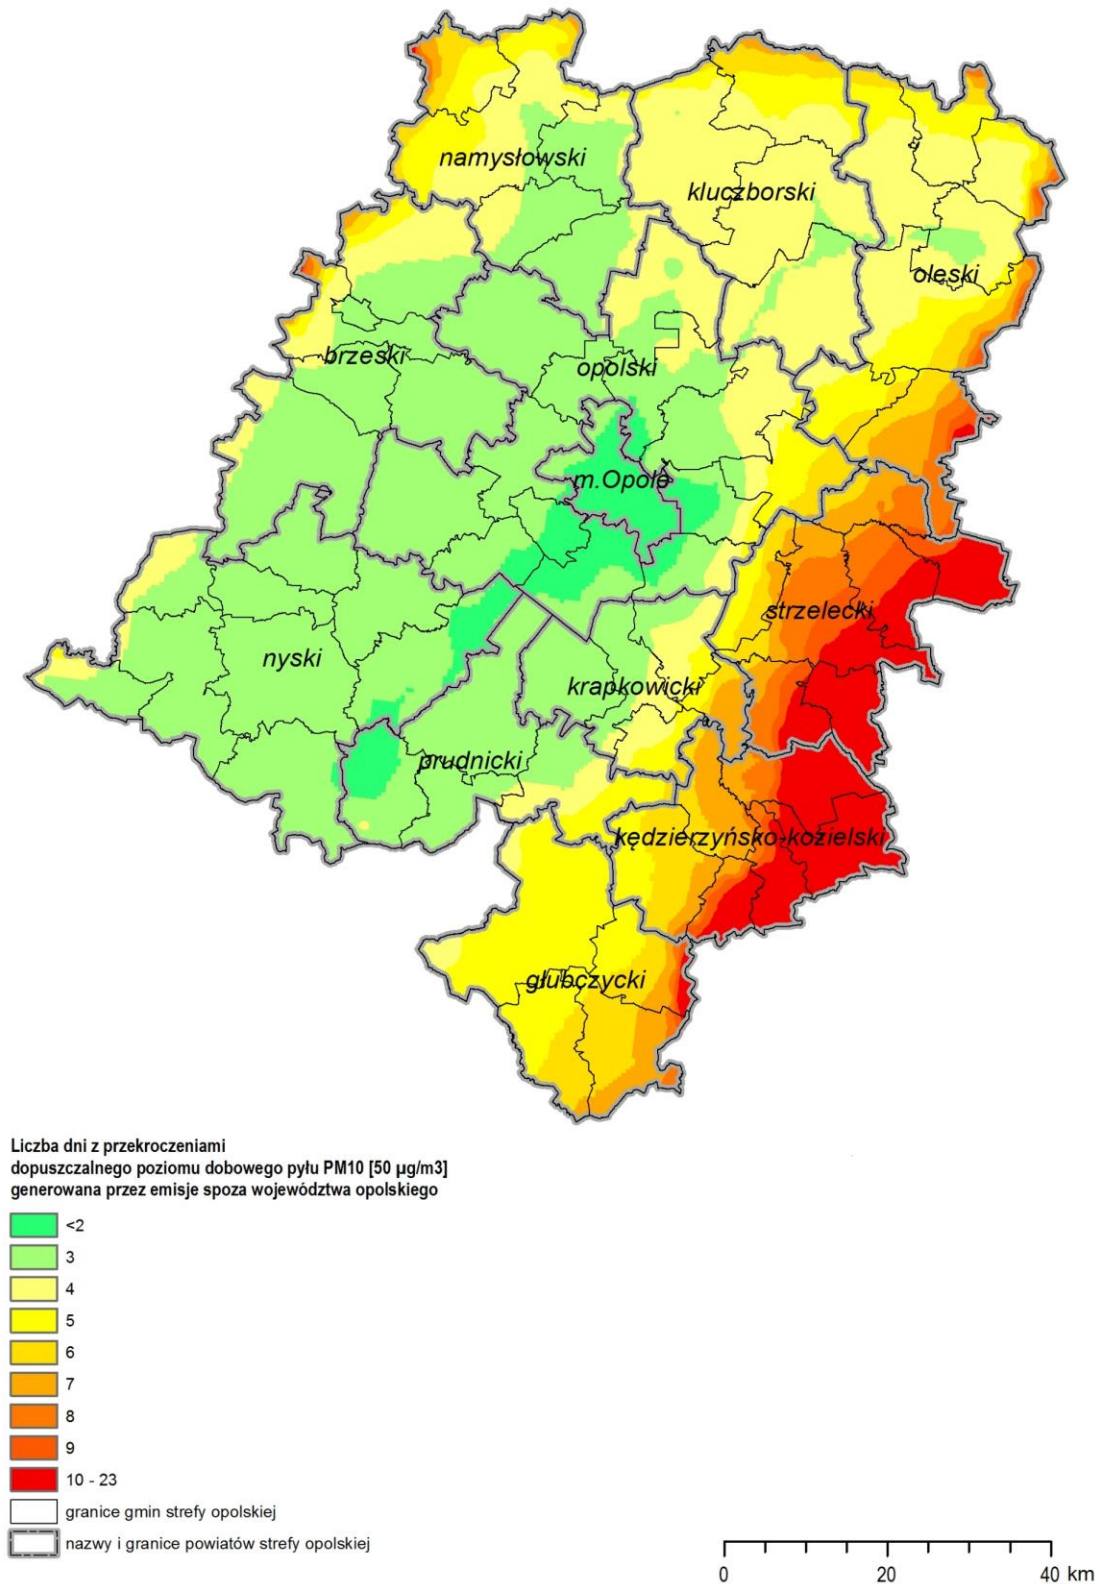 namysłowski
kluczborski
oleski
brzeski
opolski
m.Opole
strzelecki
nyski
krapkowicki
prudnicki
kędzierzyńsko-kozielski
głubczycki
Liczba dni z przekroczeniami
dopuszczalnego poziomu dobowego pyłu PM10 [50 µg/m3]
generowana przez emisje spoza województwa opolskiego
<2
3
4
5
6
7
8
9
10 - 23
granice gmin strefy opolskiej
nazwy i granice powiatów strefy opolskiej
0 20 40 km